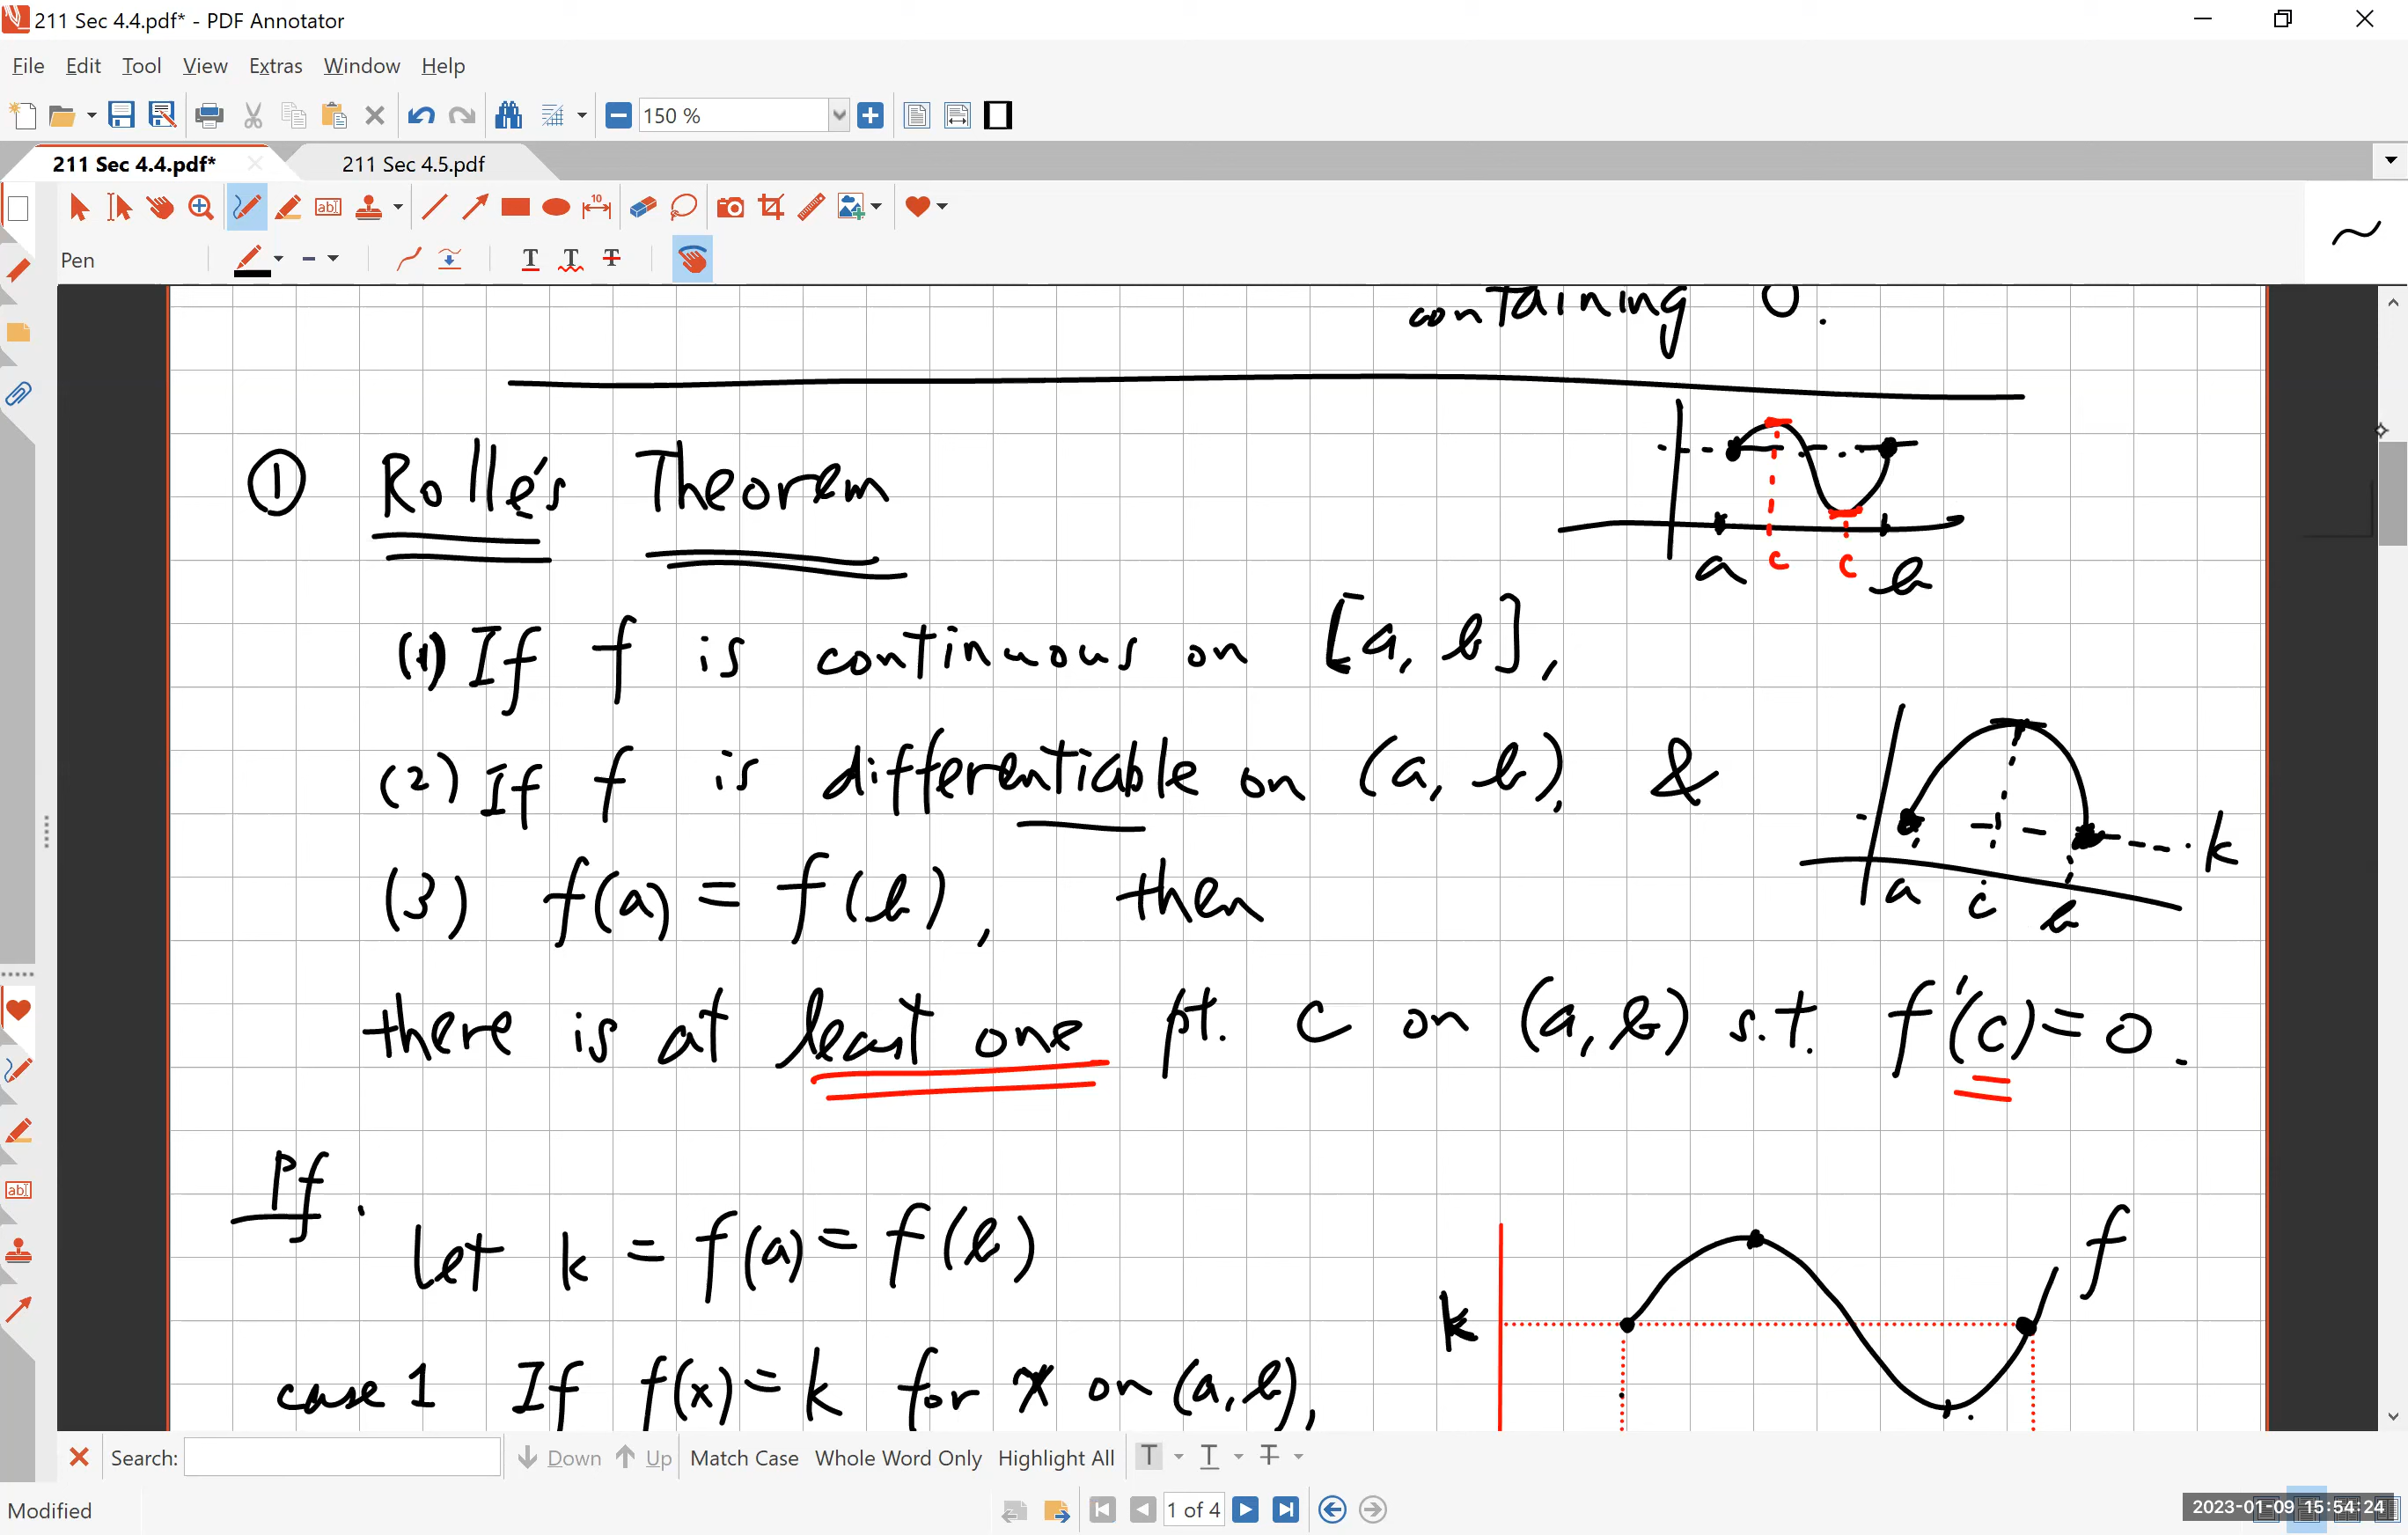 211 Sec 4.4.pdf* - PDF Annotator
File Edit Tool View Extras Window Help
150 %
211 Sec 4.4.pdf* 211 Sec 4.5.pdf
Pen
containing 0.
① Rolle's Theorem
a c c b
(1) If f is continuous on [a, b],
(2) If f is differentiable on (a, b), &
k
a c b
(3) f(a) = f(b), then
there is at least one pt. c on (a, b) s.t. f'(c) = 0.
Pf.
Let k = f(a) = f(b)
f
k
case 1 If f(x) = k for x on (a, b),
Search: Down Up Match Case Whole Word Only Highlight All
Modified
1 of 4
2023-01-09 15:54:24